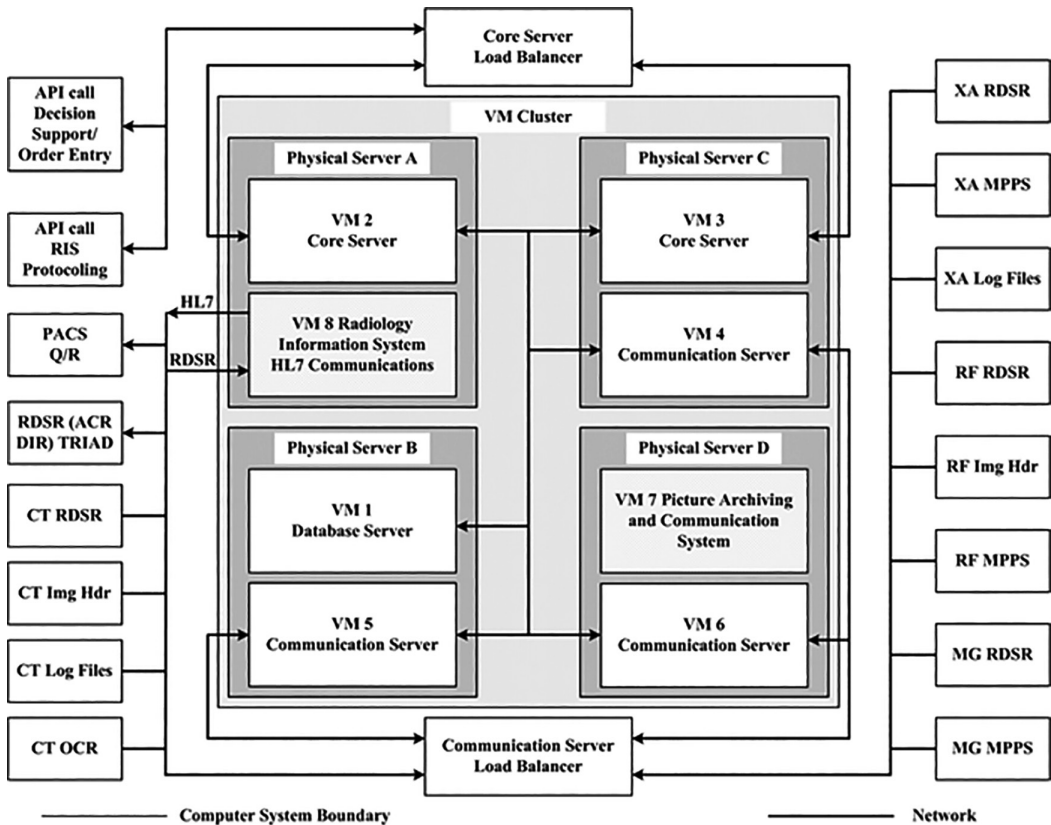 Core Server
Load Balancer
API call
Decision
Support/
Order Entry
API call
RIS
Protocoling
PACS
Q/R
RDSR (ACR
DIR) TRIAD
CT RDSR
CT Img Hdr
CT Log Files
CT OCR
HL7
RDSR
VM Cluster
Physical Server A
VM 2
Core Server
VM 8 Radiology
Information System
HL7 Communications
Physical Server C
VM 3
Core Server
VM 4
Communication Server
Physical Server B
VM 1
Database Server
VM 5
Communication Server
Physical Server D
VM 7 Picture Archiving
and Communication
System
VM 6
Communication Server
Communication Server
Load Balancer
XA RDSR
XA MPPS
XA Log Files
RF RDSR
RF Img Hdr
RF MPPS
MG RDSR
MG MPPS
Computer System Boundary
Network